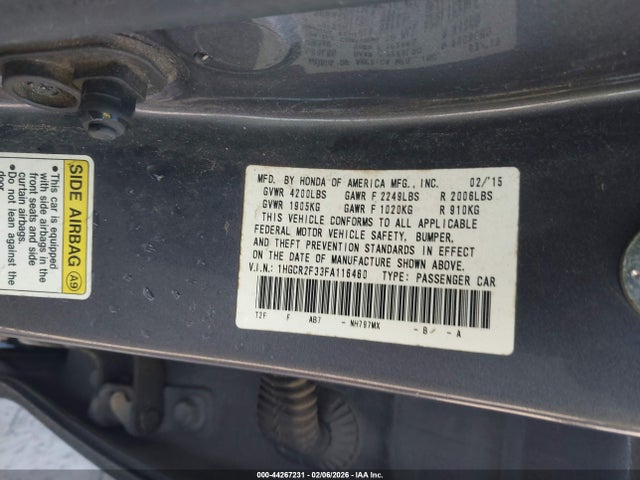 MFD. BY HONDA OF AMERICA MFG., INC. 02/15
GVWR 4200LBS GAWR F 2249LBS R 2006LBS
GVWR 1905KG GAWR F 1020KG R 910KG
THIS VEHICLE CONFORMS TO ALL APPLICABLE
FEDERAL MOTOR VEHICLE SAFETY, BUMPER,
AND THEFT PREVENTION STANDARDS IN EFFECT
ON THE DATE OF MANUFACTURE SHOWN ABOVE.
V.I.N.: 1HGCR2F33FA116460 TYPE: PASSENGER CAR
T2F F AB7 - NH797MX - B - A
SIDE AIRBAG A9
•This car is equipped
with side airbags in the
front seats and side
curtain airbags.
•Do not lean against the
door.
000-44267231 - 02/06/2026 - IAA Inc.